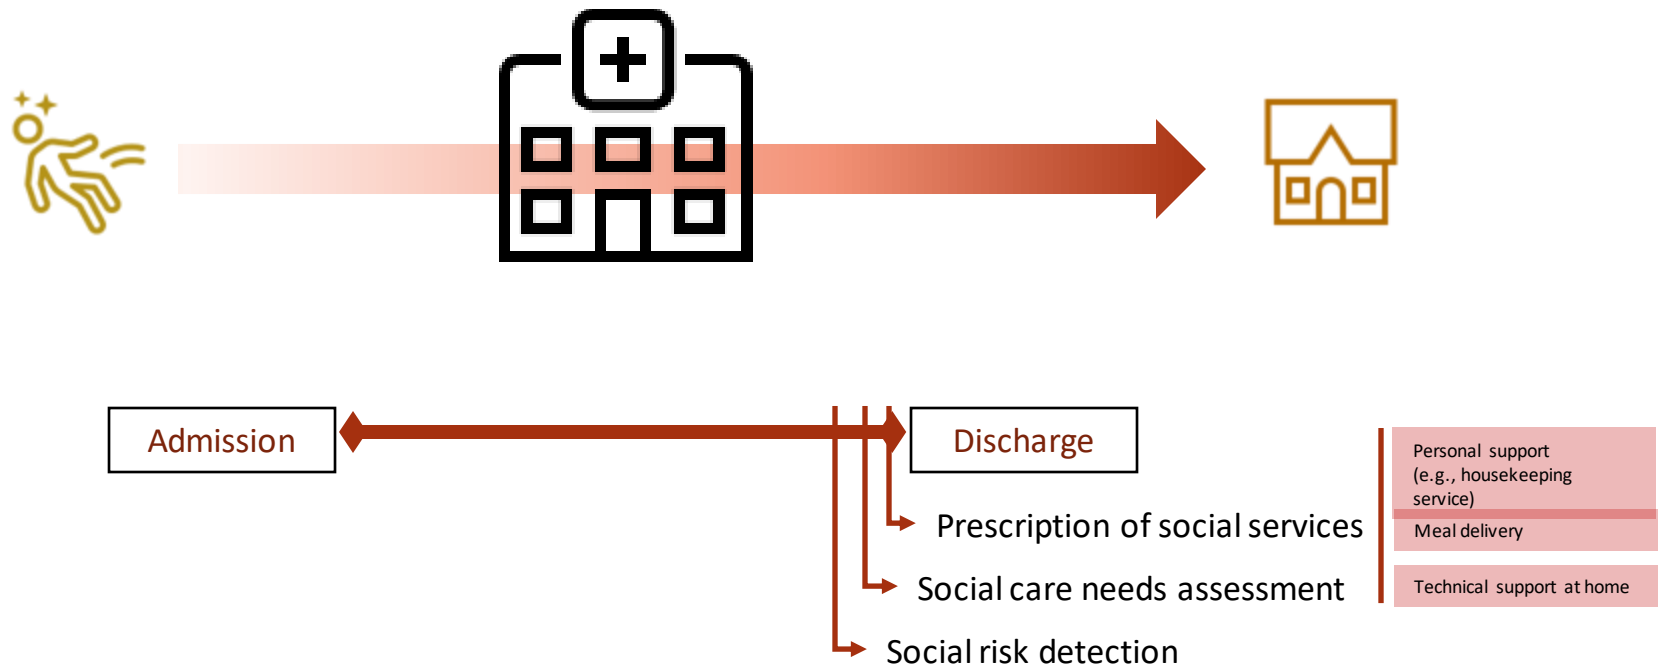 Admission
Discharge
Prescription of social services
Social care needs assessment
Social risk detection
Personal support
(e.g., housekeeping
service)
Meal delivery
Technical support at home